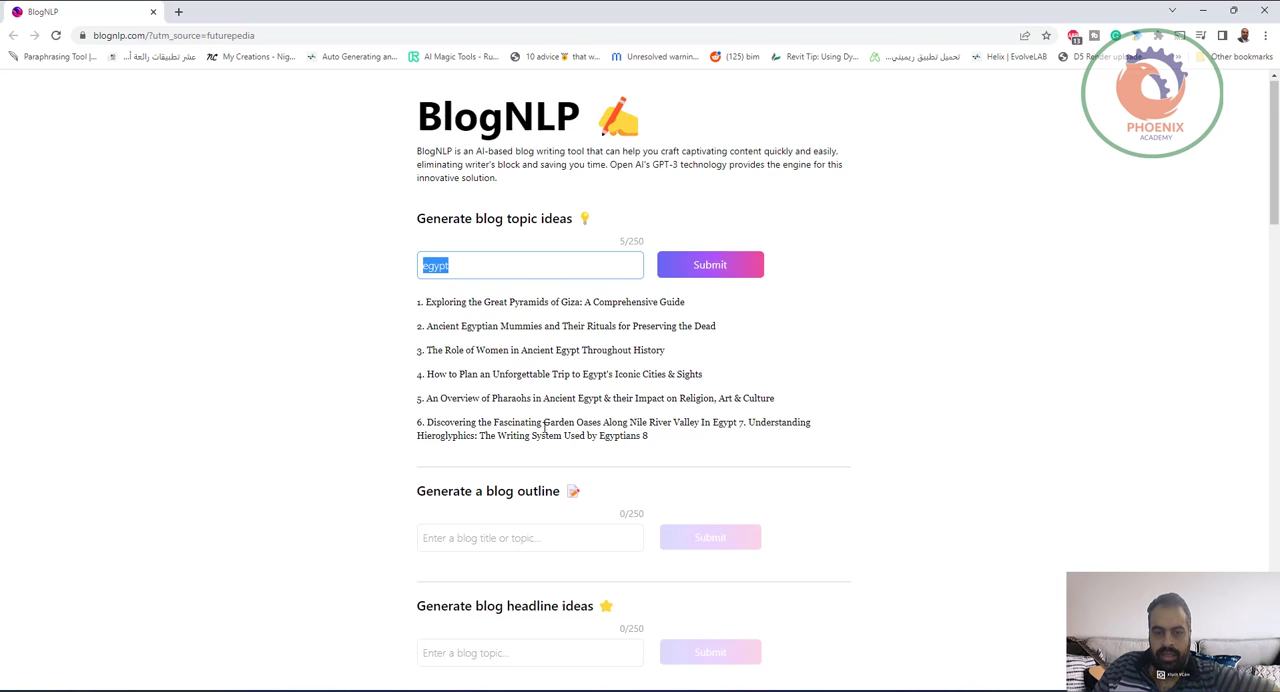 BlogNLP
blognlp.com/?utm_source=futurepedia
Paraphrasing Tool |...
عشر تطبيقات رائعة أ...
My Creations - Nig...
Auto Generating an...
AI Magic Tools - Ru...
10 advice that w...
Unresolved warnin...
(125) bim
Revit Tip: Using Dy...
تحميل تطبيق ريميني...
Helix | EvolveLAB
D5 Render
»
Other bookmarks
PHOENIX
ACADEMY
BlogNLP
BlogNLP is an AI-based blog writing tool that can help you craft captivating content quickly and easily,
eliminating writer's block and saving you time. Open AI's GPT-3 technology provides the engine for this
innovative solution.
Generate blog topic ideas
5/250
egypt
Submit
1. Exploring the Great Pyramids of Giza: A Comprehensive Guide
2. Ancient Egyptian Mummies and Their Rituals for Preserving the Dead
3. The Role of Women in Ancient Egypt Throughout History
4. How to Plan an Unforgettable Trip to Egypt's Iconic Cities & Sights
5. An Overview of Pharaohs in Ancient Egypt & their Impact on Religion, Art & Culture
6. Discovering the Fascinating Garden Oases Along Nile River Valley In Egypt 7. Understanding
Hieroglyphics: The Writing System Used by Egyptians 8
Generate a blog outline
0/250
Enter a blog title or topic...
Submit
Generate blog headline ideas
0/250
Enter a blog topic...
Submit